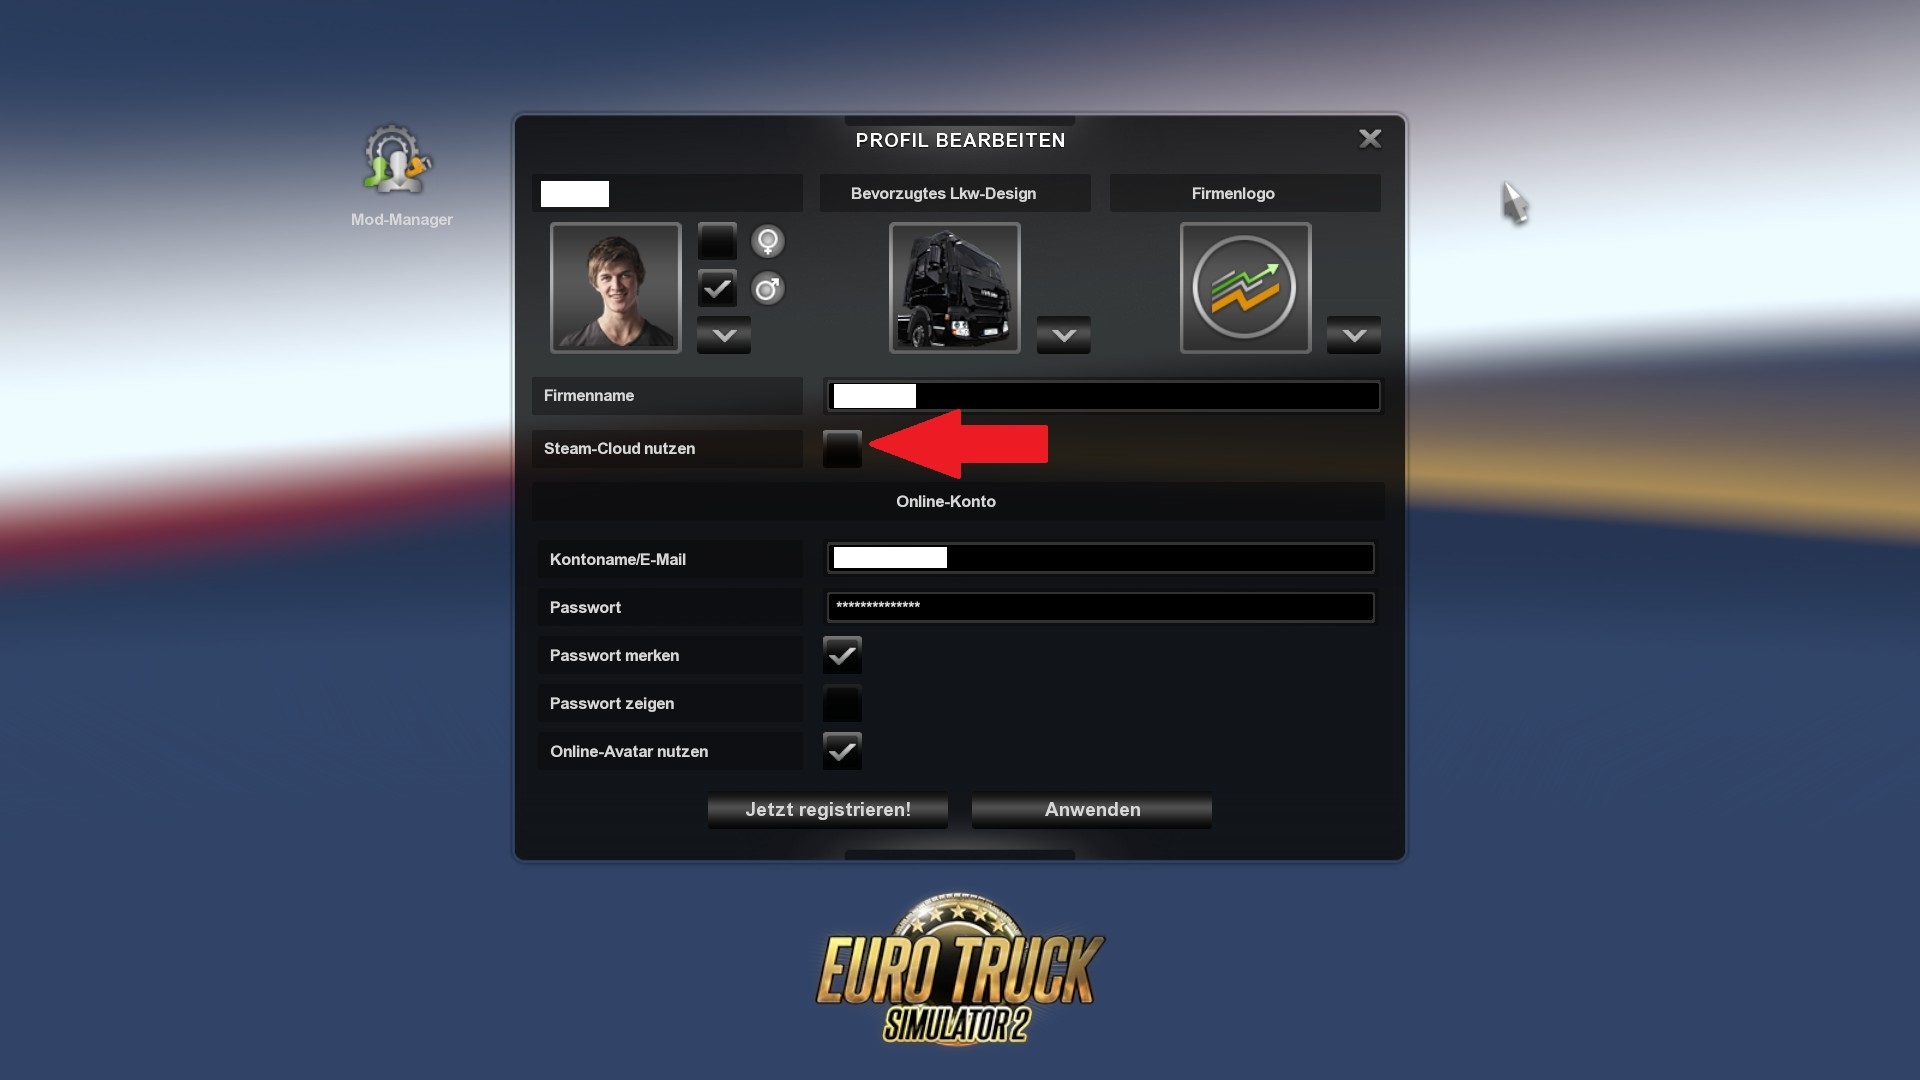 PROFIL BEARBEITEN
Mod-Manager
Bevorzugtes Lkw-Design
Firmenlogo
Firmenname
Steam-Cloud nutzen
Online-Konto
Kontoname/E-Mail
Passwort
**************
Passwort merken
Passwort zeigen
Online-Avatar nutzen
Jetzt registrieren!
Anwenden
EURO TRUCK
SIMULATOR 2